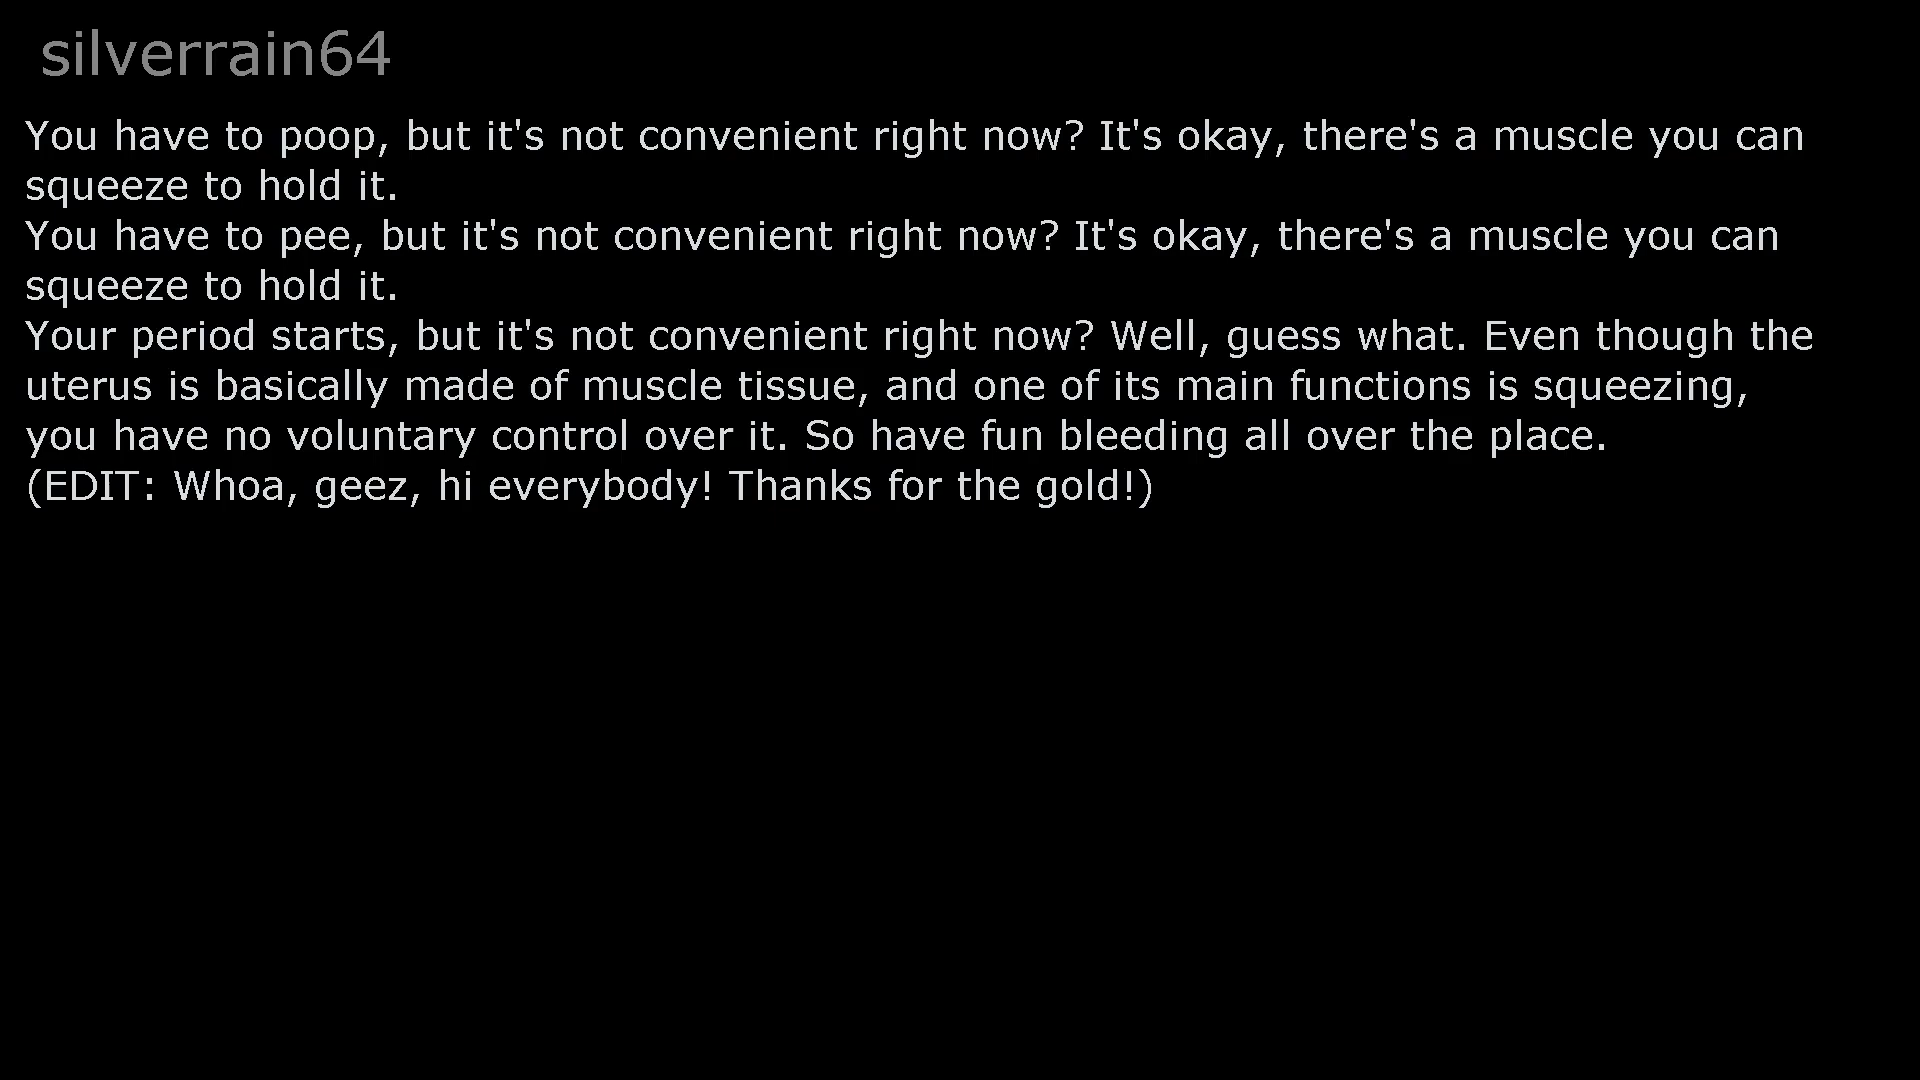 silverrain64
You have to poop, but it's not convenient right now? It's okay, there's a muscle you can
squeeze to hold it.
You have to pee, but it's not convenient right now? It's okay, there's a muscle you can
squeeze to hold it.
Your period starts, but it's not convenient right now? Well, guess what. Even though the
uterus is basically made of muscle tissue, and one of its main functions is squeezing,
you have no voluntary control over it. So have fun bleeding all over the place.
(EDIT: Whoa, geez, hi everybody! Thanks for the gold!)